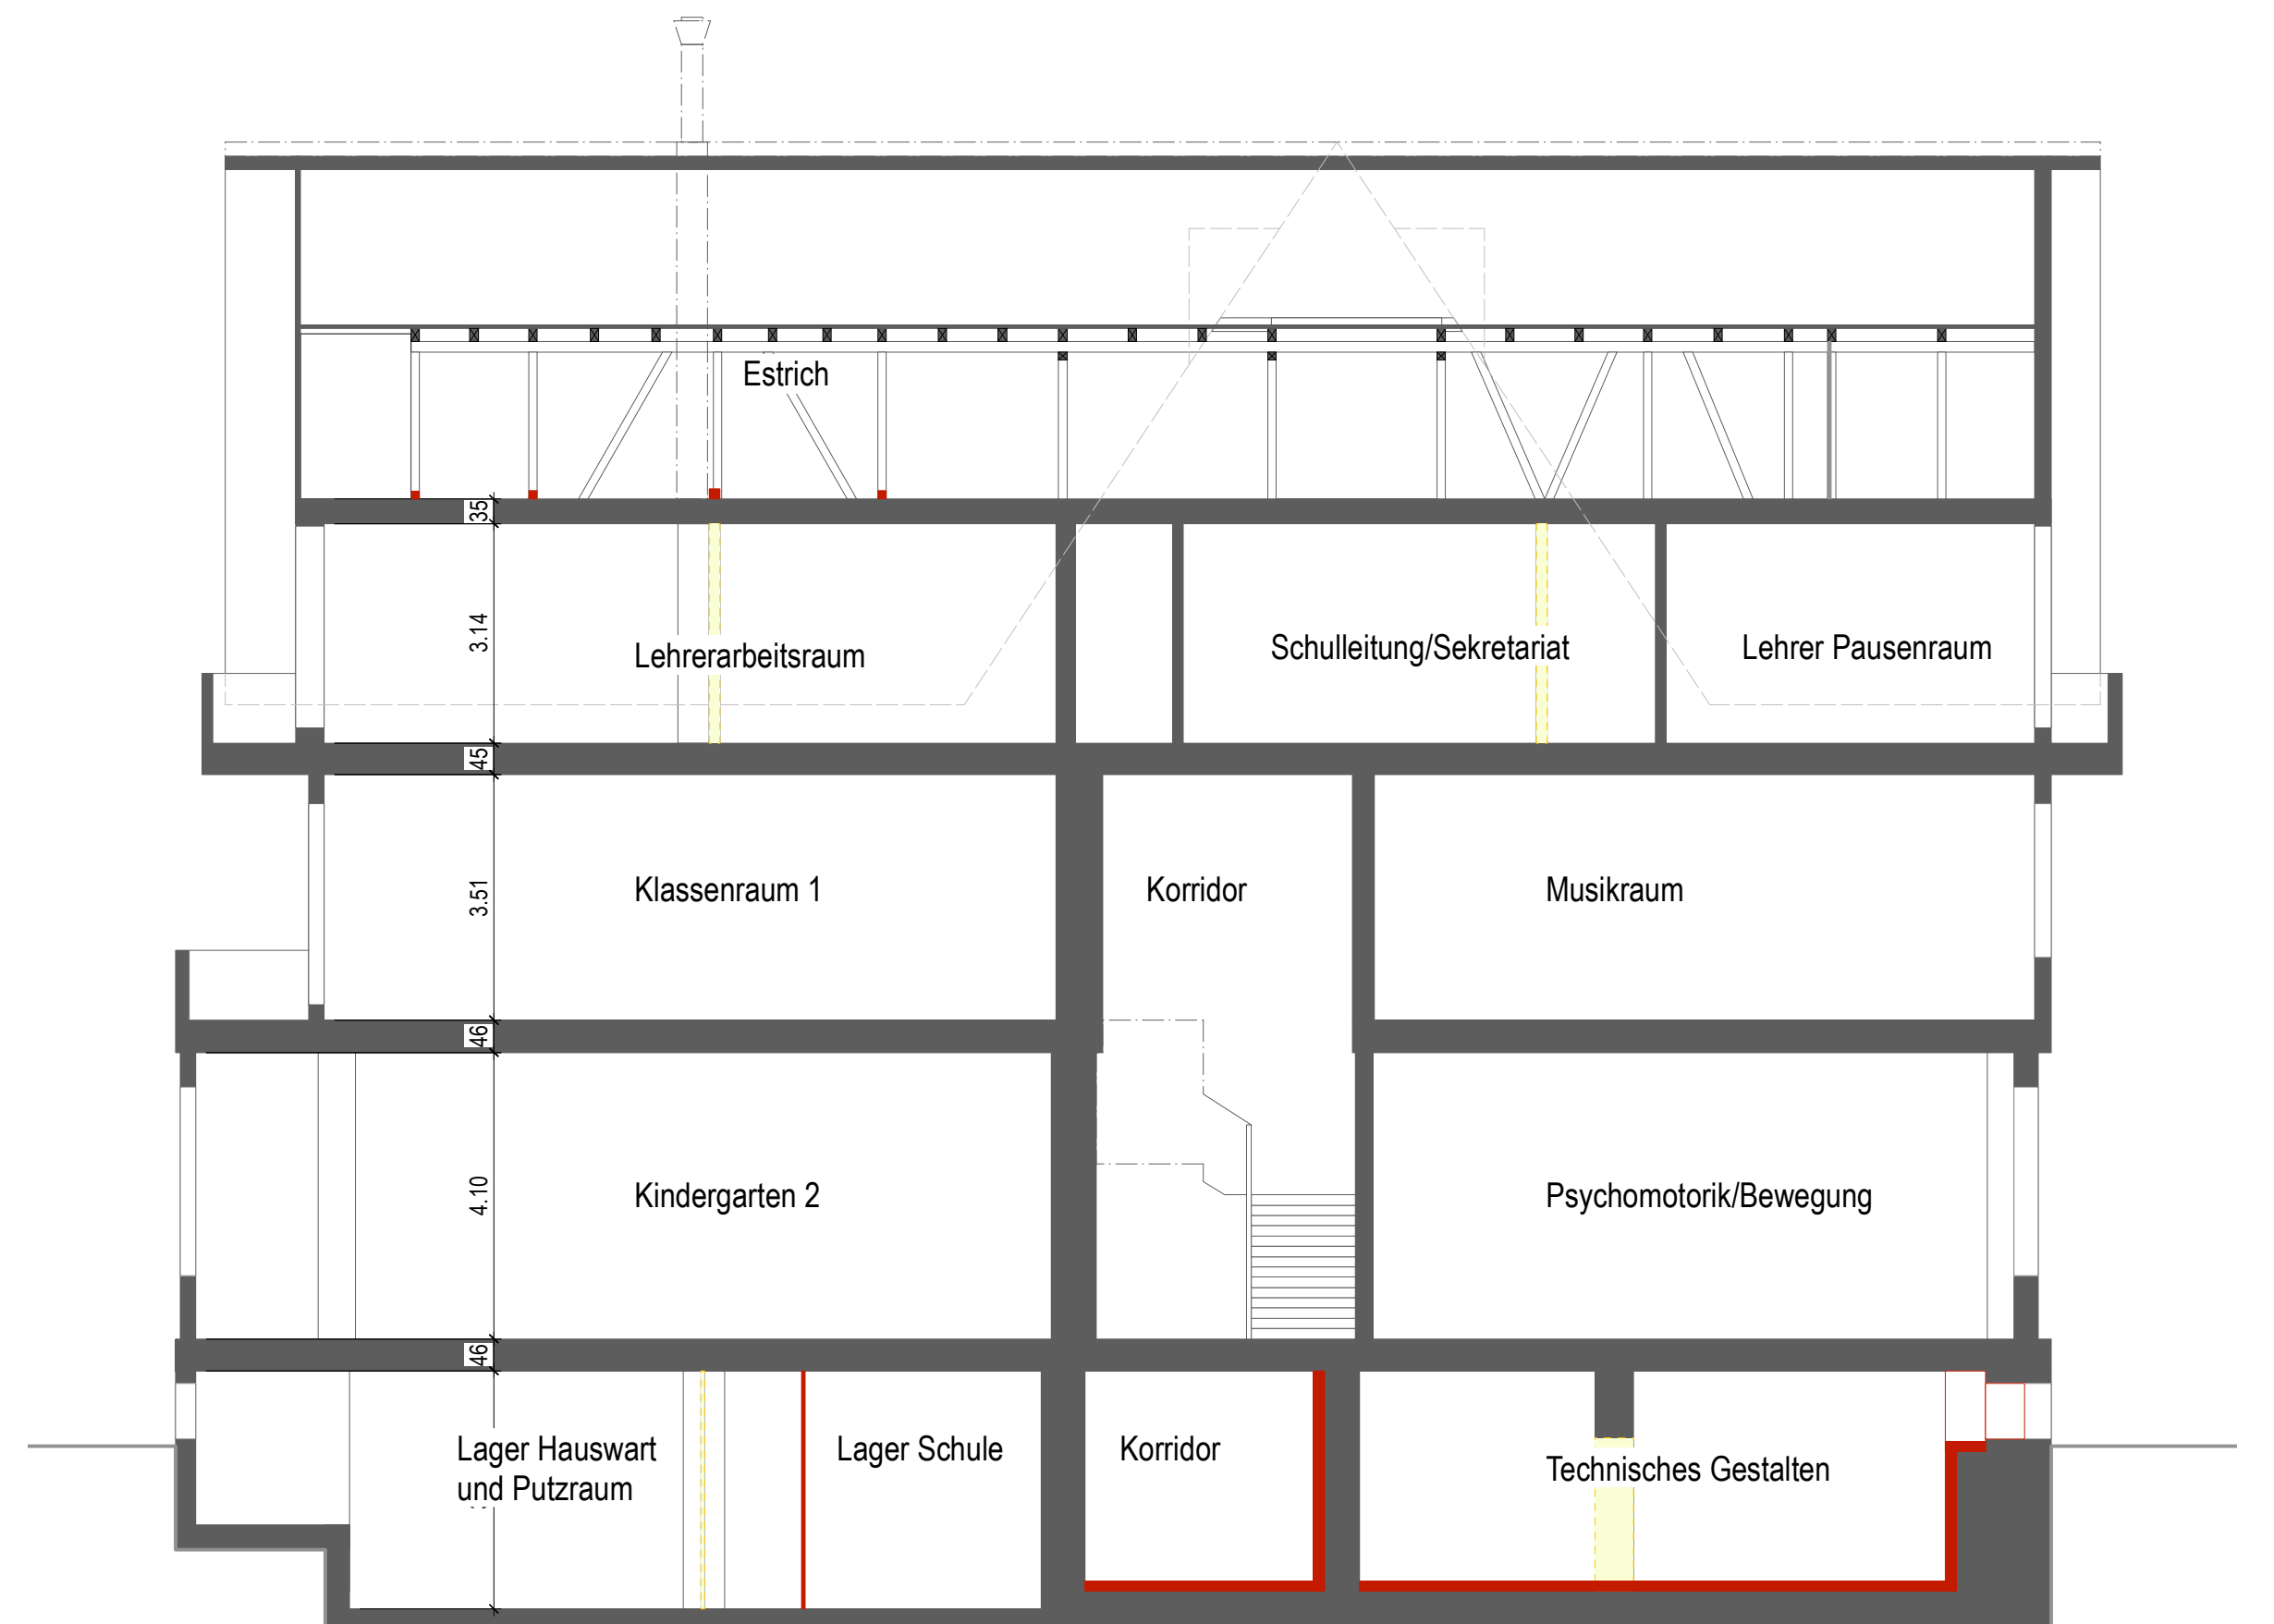 Estrich
35
3.14
Lehrerarbeitsraum
Schulleitung/Sekretariat
Lehrer Pausenraum
45
3.51
Klassenraum 1
Korridor
Musikraum
46
4.10
Kindergarten 2
Psychomotorik/Bewegung
46
Lager Hauswart
und Putzraum
Lager Schule
Korridor
Technisches Gestalten